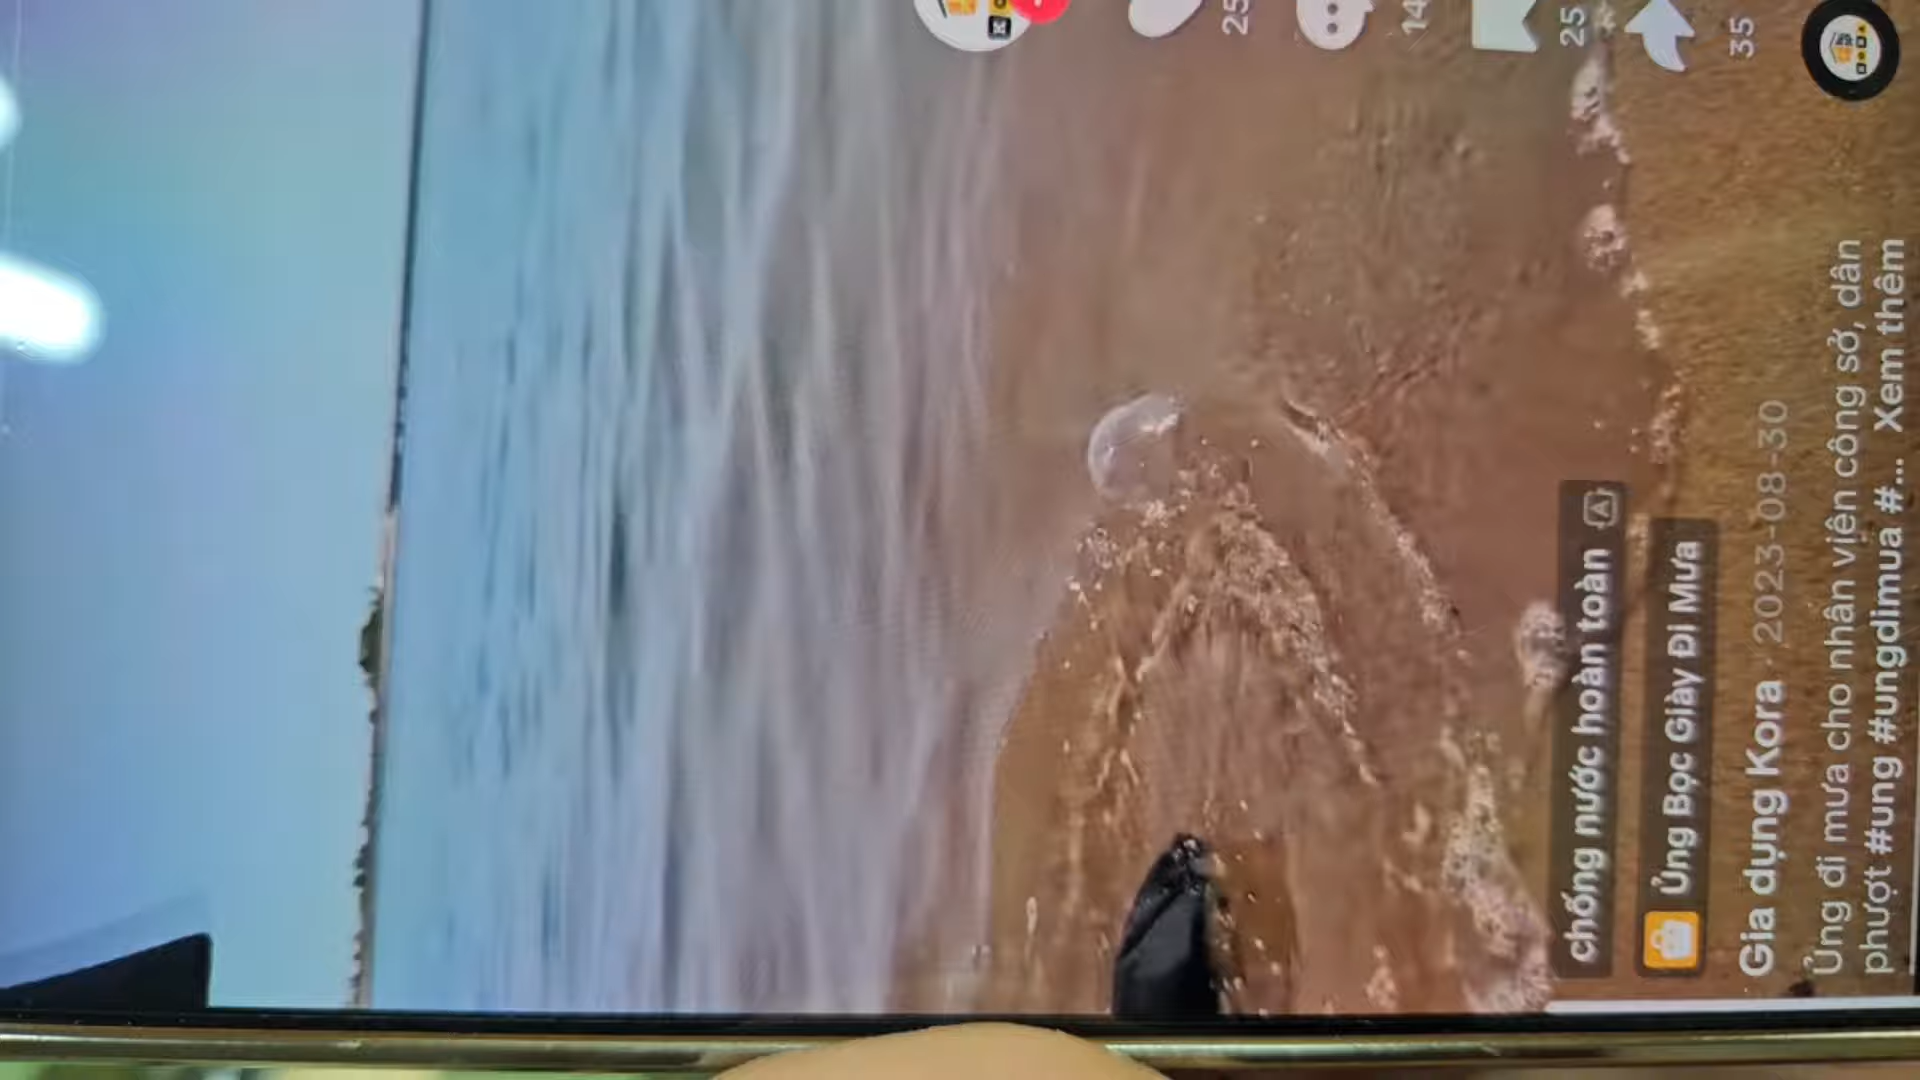 25
14
25
35
chống nước hoàn toàn
Ủng Bọc Giày Đi Mưa
Gia dụng Kora · 2023-08-30
Ủng đi mưa cho nhân viên công sở, dân
phượt #ung #ungdimua #... Xem thêm